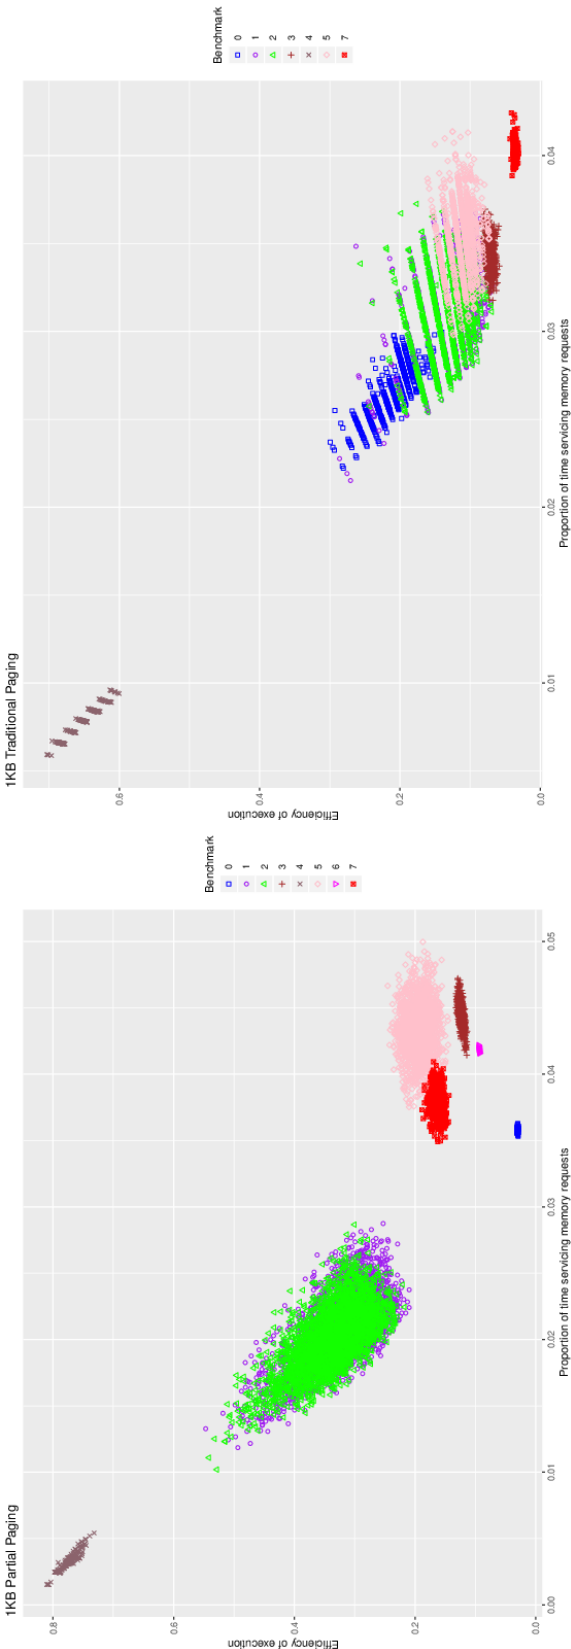 1KB Partial Paging
Efficiency of execution
0.8
0.6
0.4
0.2
0.0
0.00 0.01 0.02 0.03 0.04 0.05
Proportion of time servicing memory requests
Benchmark
0
1
2
3
4
5
6
7
1KB Traditional Paging
Efficiency of execution
0.6
0.4
0.2
0.0
0.01 0.02 0.03 0.04
Proportion of time servicing memory requests
Benchmark
0
1
2
3
4
5
7